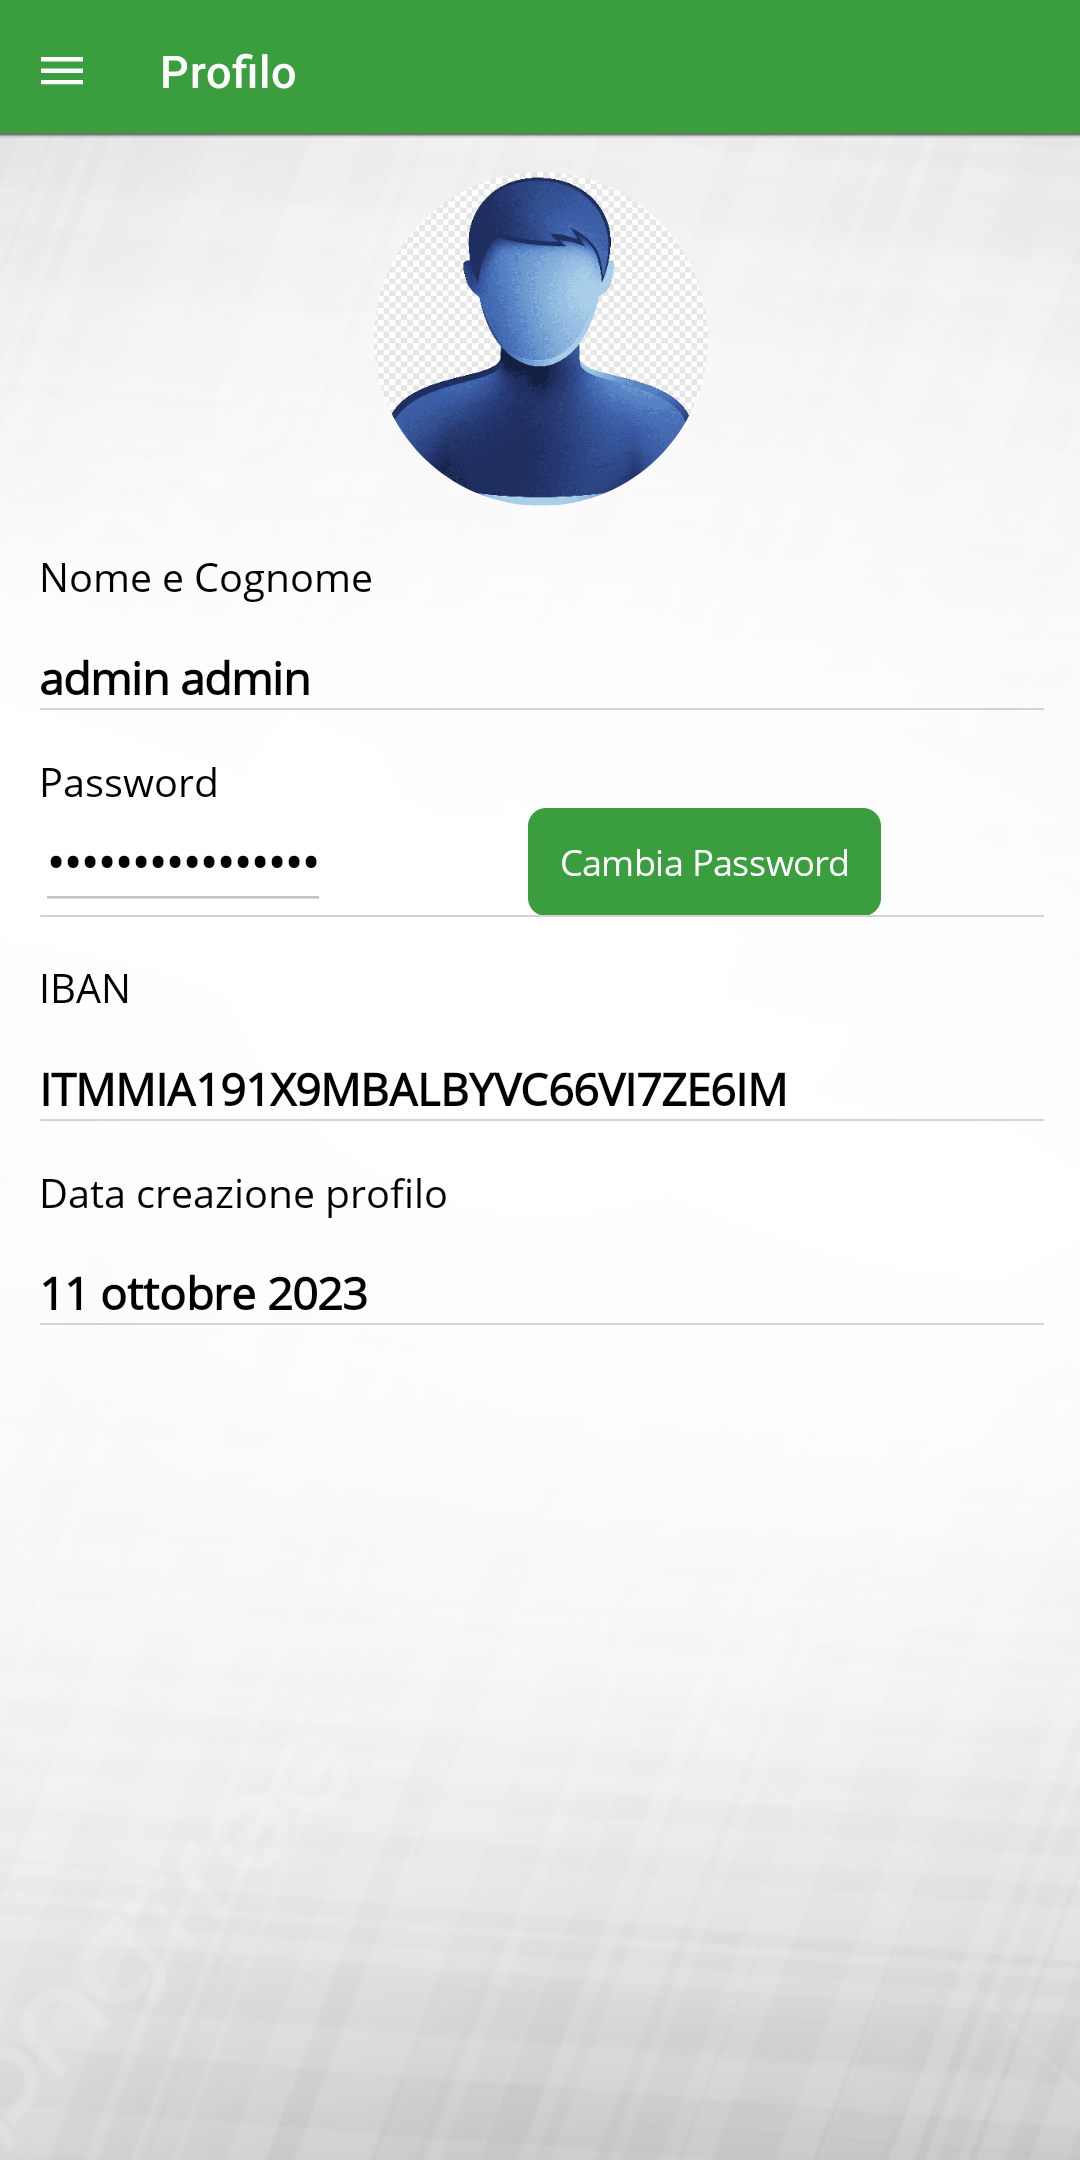 Profilo
Nome e Cognome
admin admin
Password
••••••••••••••••
Cambia Password
IBAN
ITMMIA191X9MBALBYVC66VI7ZE6IM
Data creazione profilo
11 ottobre 2023